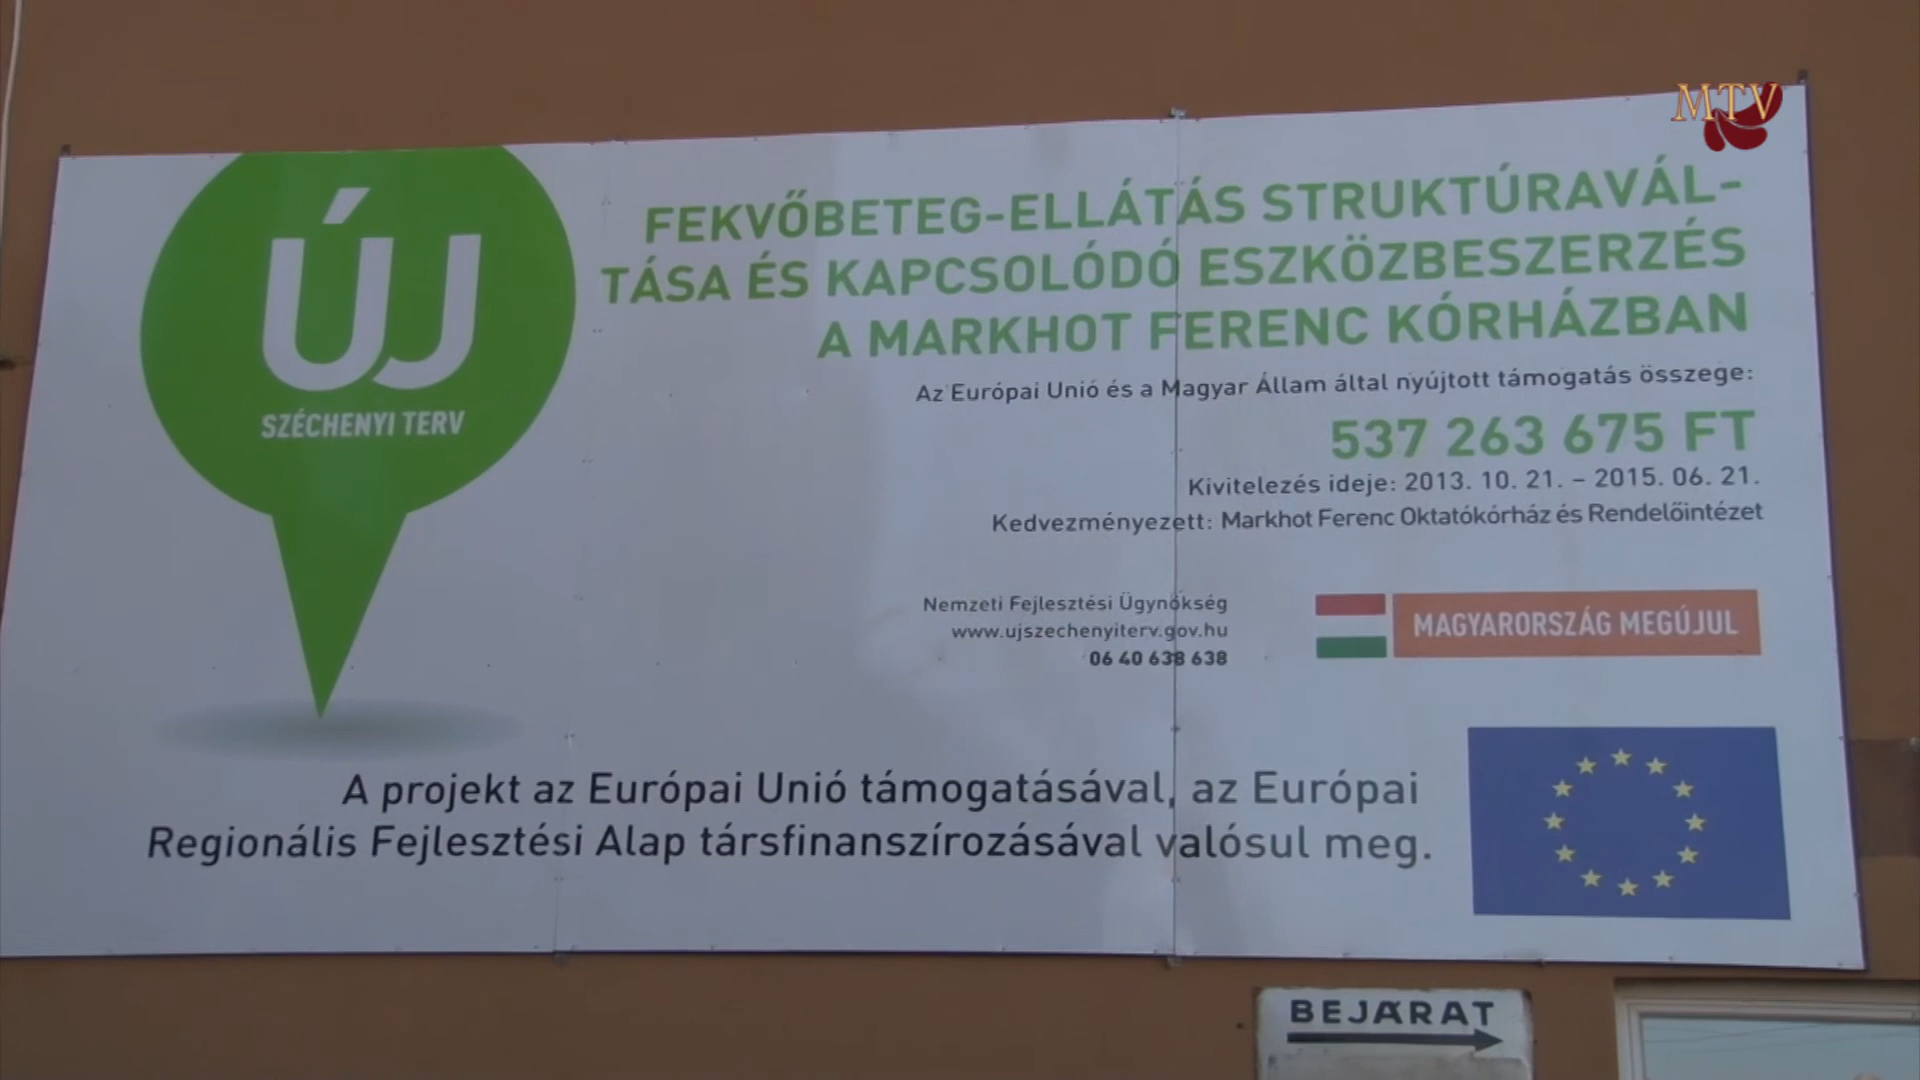 MTV
ÚJ
SZÉCHENYI TERV
FEKVŐBETEG-ELLÁTÁS STRUKTÚRAVÁL-
TÁSA ÉS KAPCSOLÓDÓ ESZKÖZBESZERZÉS
A MARKHOT FERENC KÓRHÁZBAN
Az Európai Unió és a Magyar Állam által nyújtott támogatás összege:
537 263 675 FT
Kivitelezés ideje: 2013. 10. 21. – 2015. 06. 21.
Kedvezményezett: Markhot Ferenc Oktatókórház és Rendelőintézet
Nemzeti Fejlesztési Ügynökség
www.ujszechenyiterv.gov.hu
06 40 638 638
MAGYARORSZÁG MEGÚJUL
A projekt az Európai Unió támogatásával, az Európai
Regionális Fejlesztési Alap társfinanszírozásával valósul meg.
BEJÁRAT